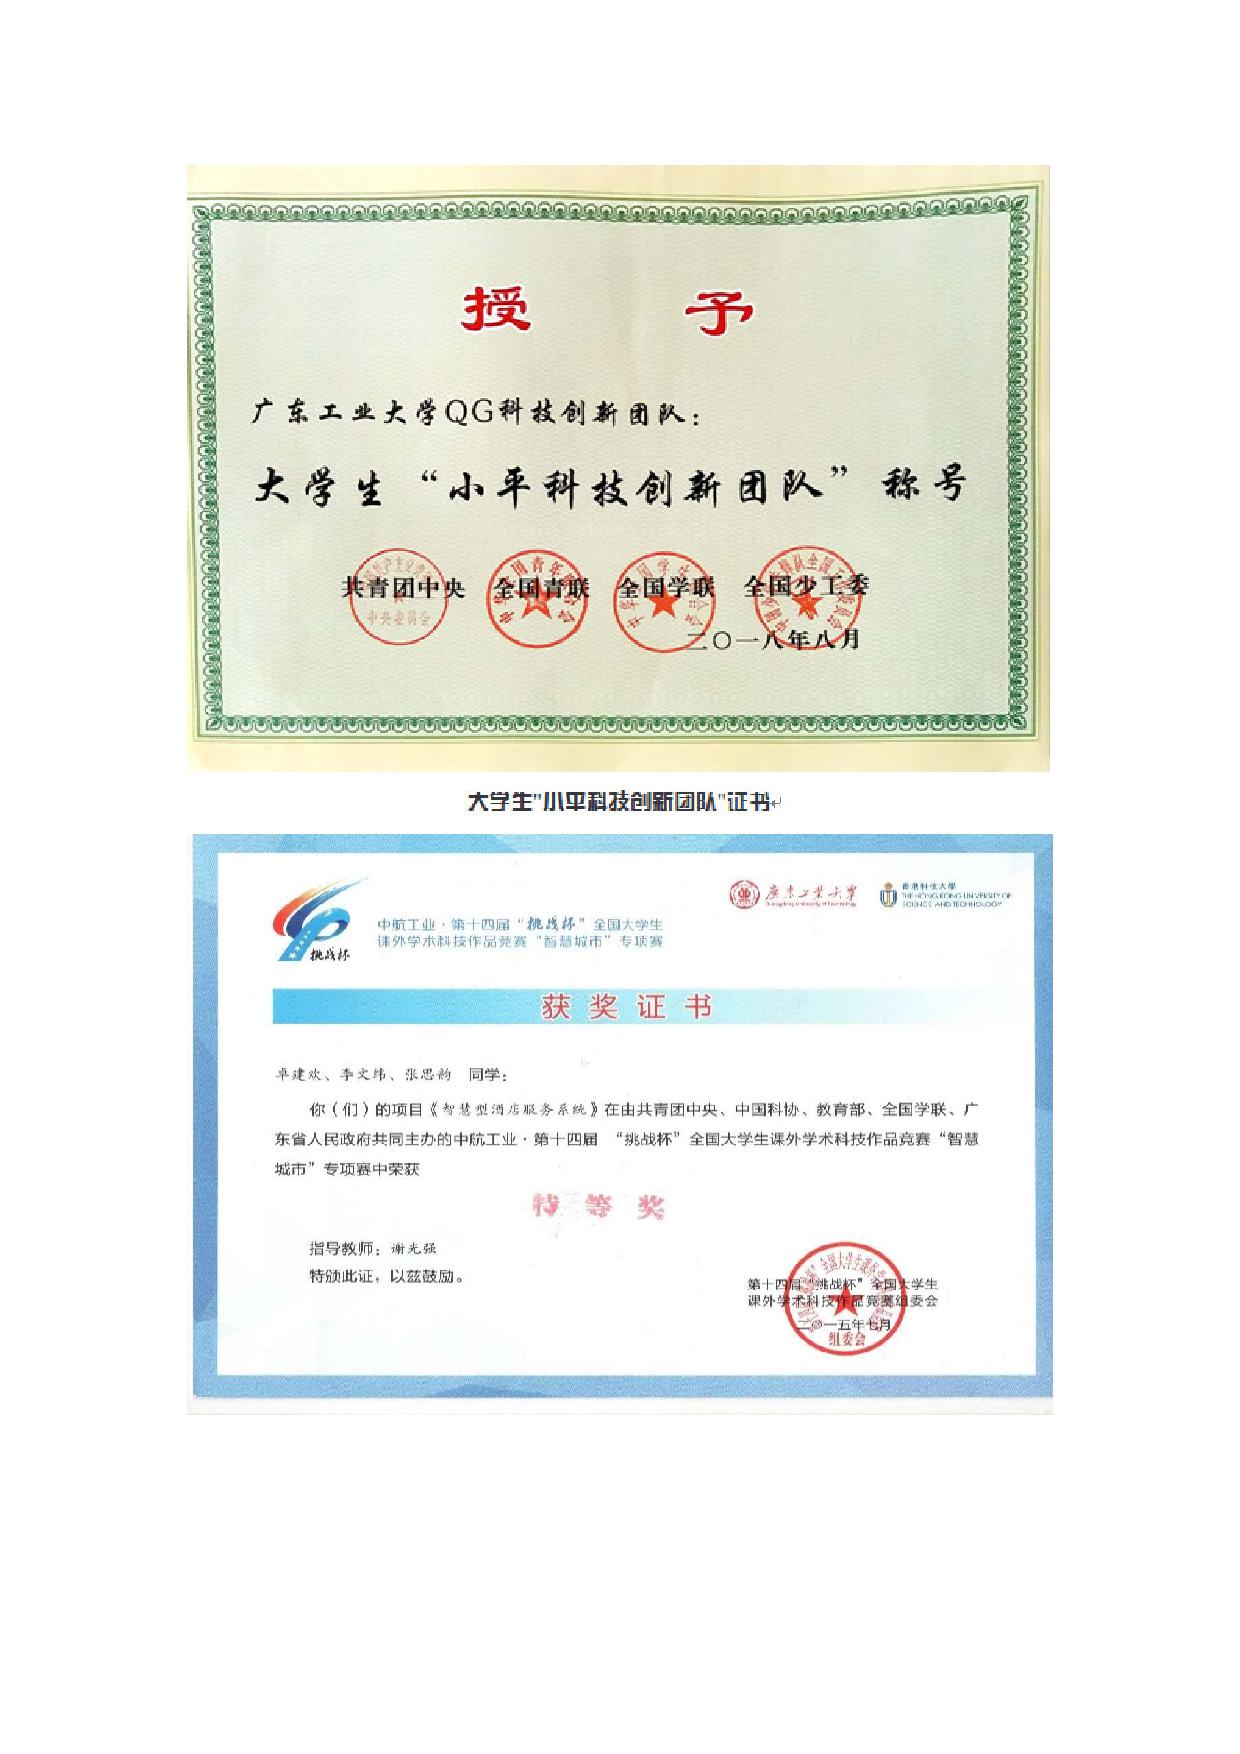 授 予
广东工业大学QG科技创新团队：
大学生“小平科技创新团队”称号
共青团中央 全国青联 全国学联 全国少工委
二〇一八年八月
大学生"小平科技创新团队"证书
挑战杯
中航工业·第十四届“挑战杯”全国大学生
课外学术科技作品竞赛“智慧城市”专项赛
廣東工業大學
Guangdong University of Technology
香港科技大學
THE HONG KONG UNIVERSITY OF
SCIENCE AND TECHNOLOGY
获奖证书
卓建欢、李文纬、张思韵 同学：
你（们）的项目《智慧型酒店服务系统》在由共青团中央、中国科协、教育部、全国学联、广
东省人民政府共同主办的中航工业·第十四届 “挑战杯”全国大学生课外学术科技作品竞赛“智慧
城市”专项赛中荣获
特等奖
指导教师：谢光强
特颁此证，以兹鼓励。
第十四届“挑战杯”全国大学生
课外学术科技作品竞赛组委会
二〇一五年七月
组委会